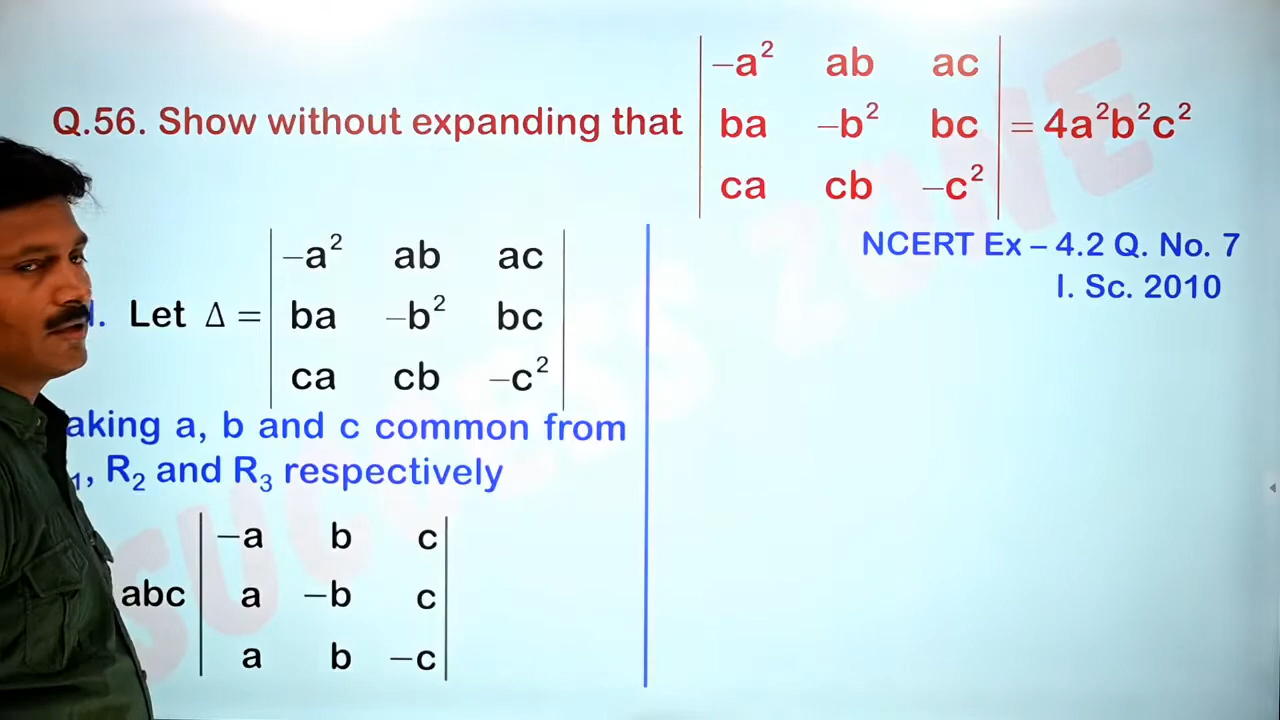 Q.56. Show without expanding that | −a² ab ac | = 4a²b²c²
| ba −b² bc |
| ca cb −c² |
NCERT Ex – 4.2 Q. No. 7
I. Sc. 2010
Let Δ = | −a² ab ac |
| ba −b² bc |
| ca cb −c² |
a, b and c common from
R₂ and R₃ respectively
abc | −a b c |
| a −b c |
| a b −c |